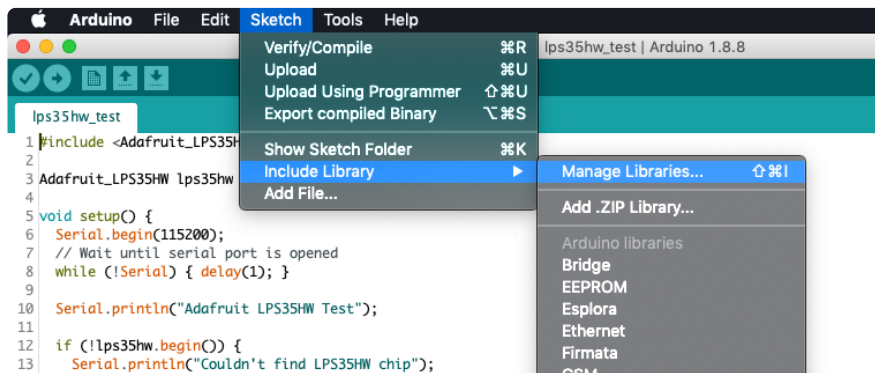 Arduino File Edit Sketch Tools Help
lps35hw_test | Arduino 1.8.8
Verify/Compile ⌘R
Upload ⌘U
Upload Using Programmer ⇧⌘U
Export compiled Binary ⌥⌘S
Show Sketch Folder ⌘K
Include Library ▶
Add File...
Manage Libraries... ⇧⌘I
Add .ZIP Library...
Arduino libraries
Bridge
EEPROM
Esplora
Ethernet
Firmata
lps35hw_test
1 #include <Adafruit_LPS35H
2
3 Adafruit_LPS35HW lps35hw
4
5 void setup() {
6 Serial.begin(115200);
7 // Wait until serial port is opened
8 while (!Serial) { delay(1); }
9
10 Serial.println("Adafruit LPS35HW Test");
11
12 if (!lps35hw.begin()) {
13 Serial.println("Couldn't find LPS35HW chip");